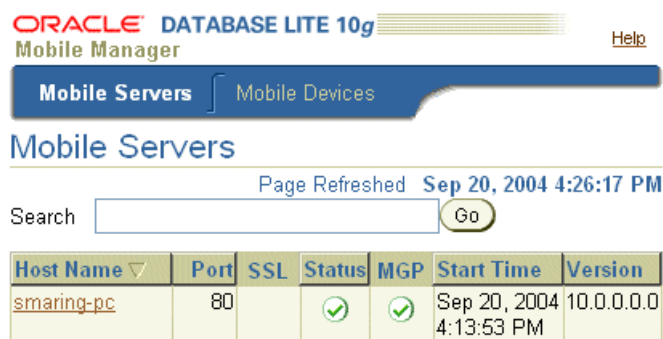 ORACLE DATABASE LITE 10g
Mobile Manager
Help
Mobile Servers Mobile Devices
Mobile Servers
Page Refreshed Sep 20, 2004 4:26:17 PM
Search Go
Host Name Port SSL Status MGP Start Time Version
smaring-pc 80 Sep 20, 2004 10.0.0.0.0
4:13:53 PM